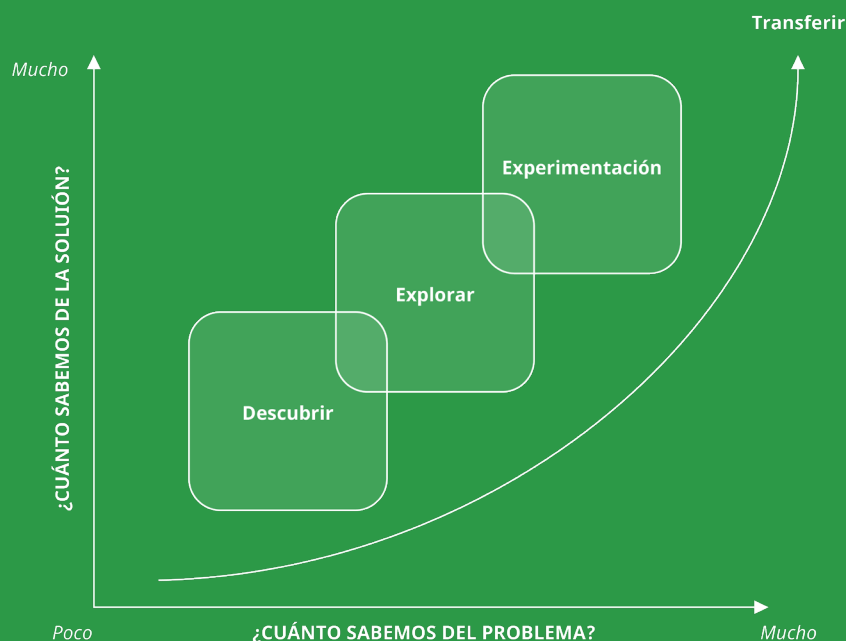 Transferir
Mucho
Experimentación
¿CUÁNTO SABEMOS DE LA SOLUIÓN?
Explorar
Descubrir
Poco
¿CUÁNTO SABEMOS DEL PROBLEMA?
Mucho